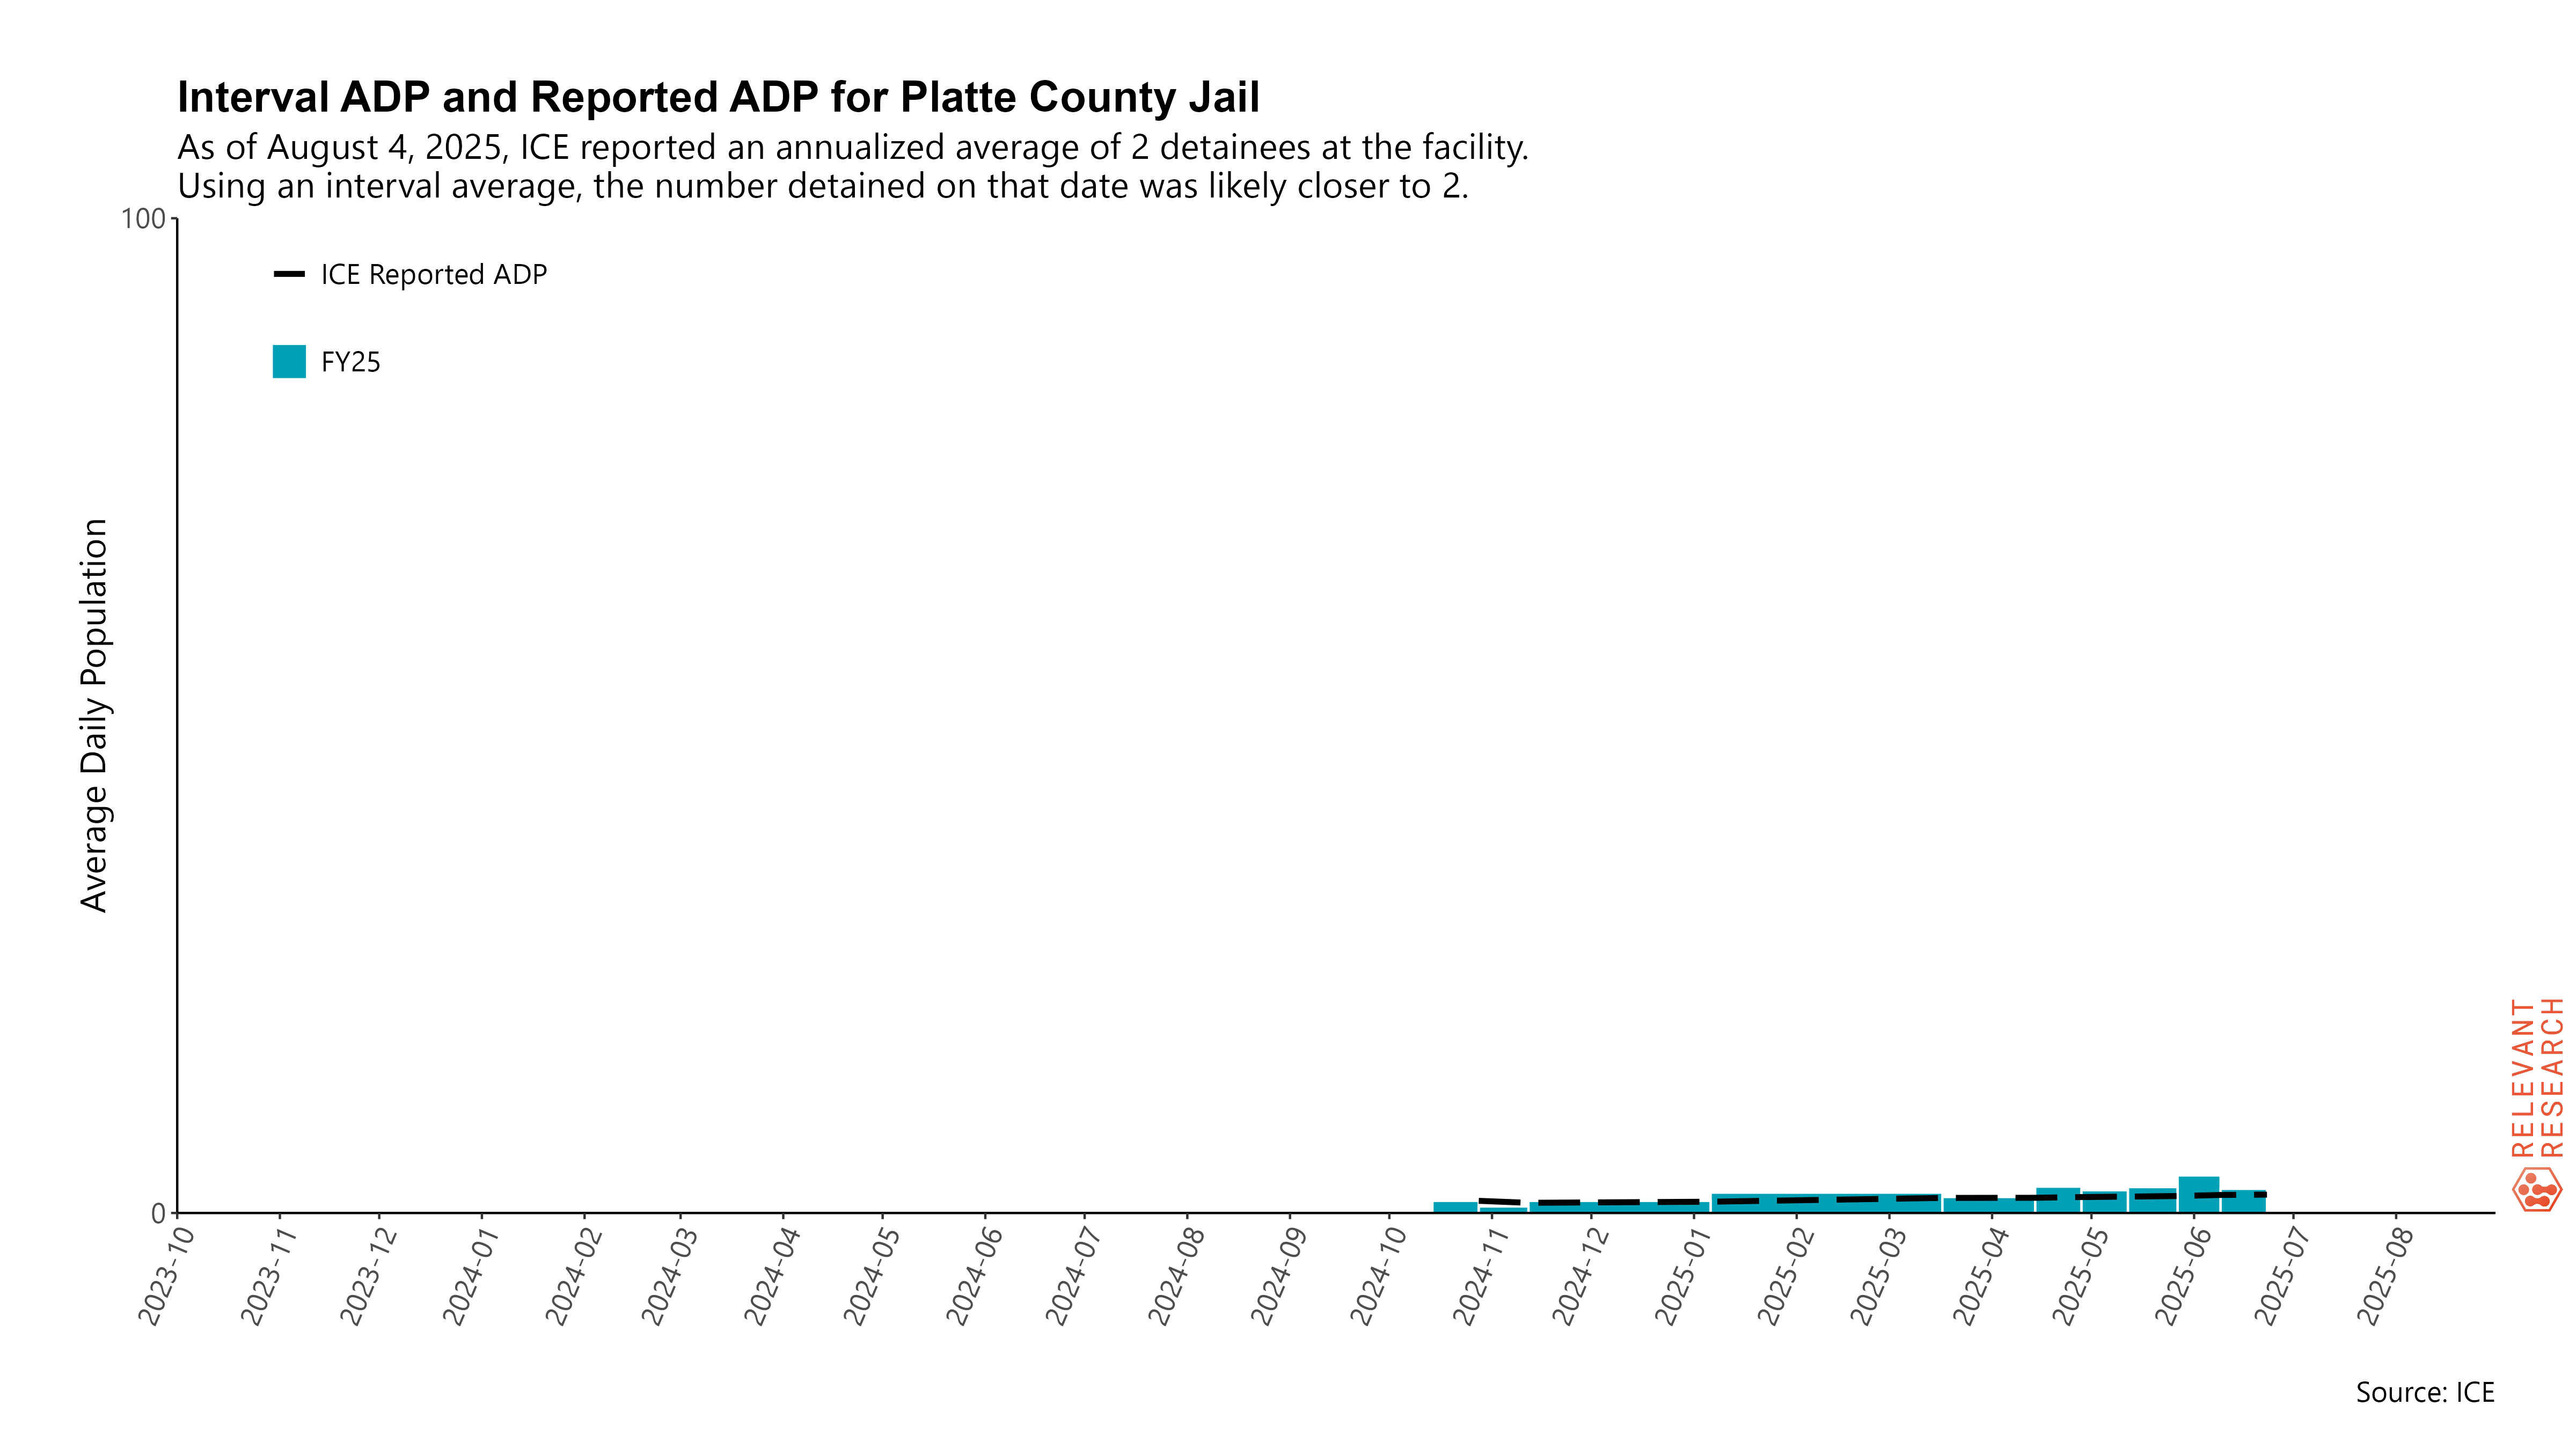 Interval ADP and Reported ADP for Platte County Jail
As of August 4, 2025, ICE reported an annualized average of 2 detainees at the facility.
Using an interval average, the number detained on that date was likely closer to 2.
100
ICE Reported ADP
FY25
Average Daily Population
0
2023-10
2023-11
2023-12
2024-01
2024-02
2024-03
2024-04
2024-05
2024-06
2024-07
2024-08
2024-09
2024-10
2024-11
2024-12
2025-01
2025-02
2025-03
2025-04
2025-05
2025-06
2025-07
2025-08
RELEVANT
RESEARCH
Source: ICE